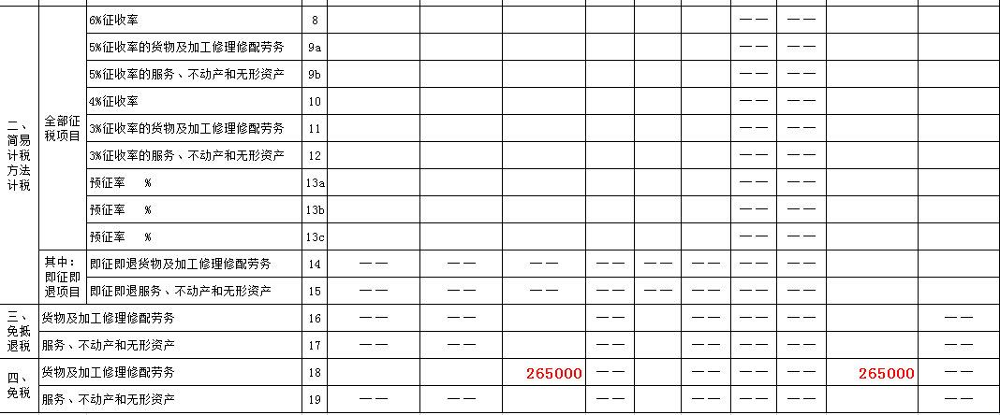 二、简易计税方法计税
全部征税项目
6%征收率 8 —— ——
5%征收率的货物及加工修理修配劳务 9a —— ——
5%征收率的服务、不动产和无形资产 9b —— ——
4%征收率 10 —— ——
3%征收率的货物及加工修理修配劳务 11 —— ——
3%征收率的服务、不动产和无形资产 12 —— ——
预征率 % 13a —— ——
预征率 % 13b —— ——
预征率 % 13c —— ——
其中：即征即退项目
即征即退货物及加工修理修配劳务 14 —— —— —— —— —— —— —— ——
即征即退服务、不动产和无形资产 15 —— —— —— —— —— —— —— ——
三、免抵退税
货物及加工修理修配劳务 16 —— —— —— —— —— —— —— ——
服务、不动产和无形资产 17 —— —— —— —— —— —— ——
四、免税
货物及加工修理修配劳务 18 265000 —— —— —— —— 265000 ——
服务、不动产和无形资产 19 —— —— —— —— —— —— ——